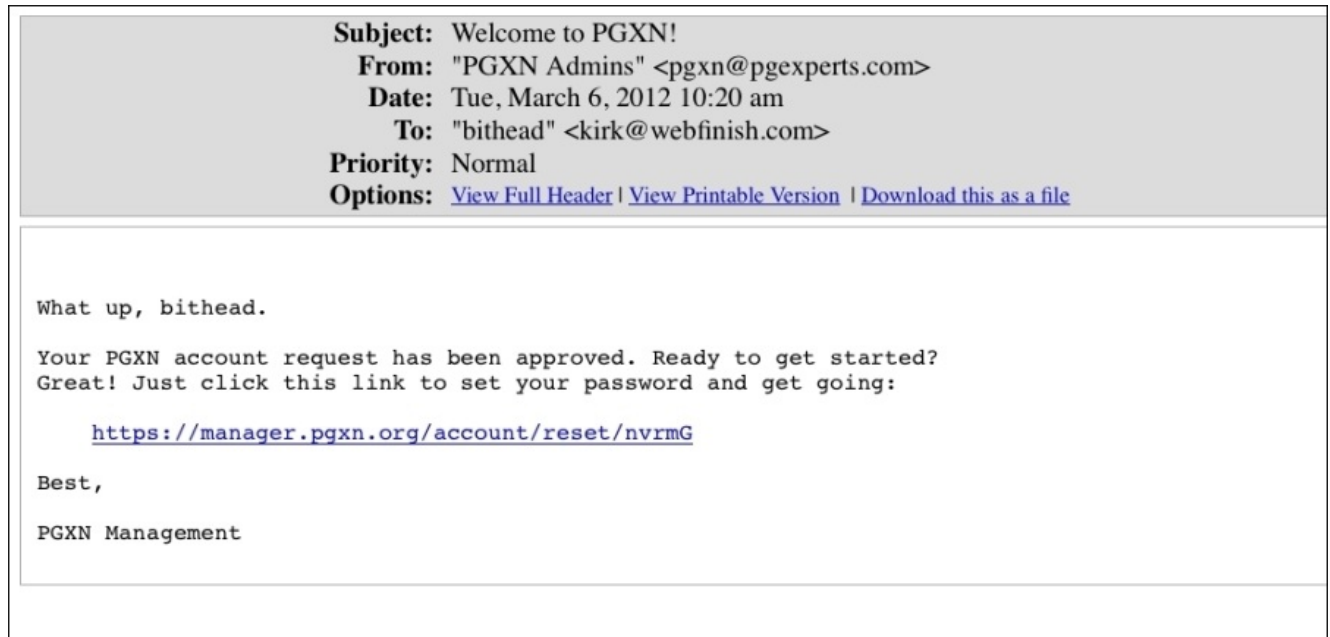 Subject: Welcome to PGXN!
From: "PGXN Admins" <pgxn@pgexperts.com>
Date: Tue, March 6, 2012 10:20 am
To: "bithead" <kirk@webfinish.com>
Priority: Normal
Options: View Full Header | View Printable Version | Download this as a file
What up, bithead.
Your PGXN account request has been approved. Ready to get started?
Great! Just click this link to set your password and get going:
https://manager.pgxn.org/account/reset/nvrmG
Best,
PGXN Management